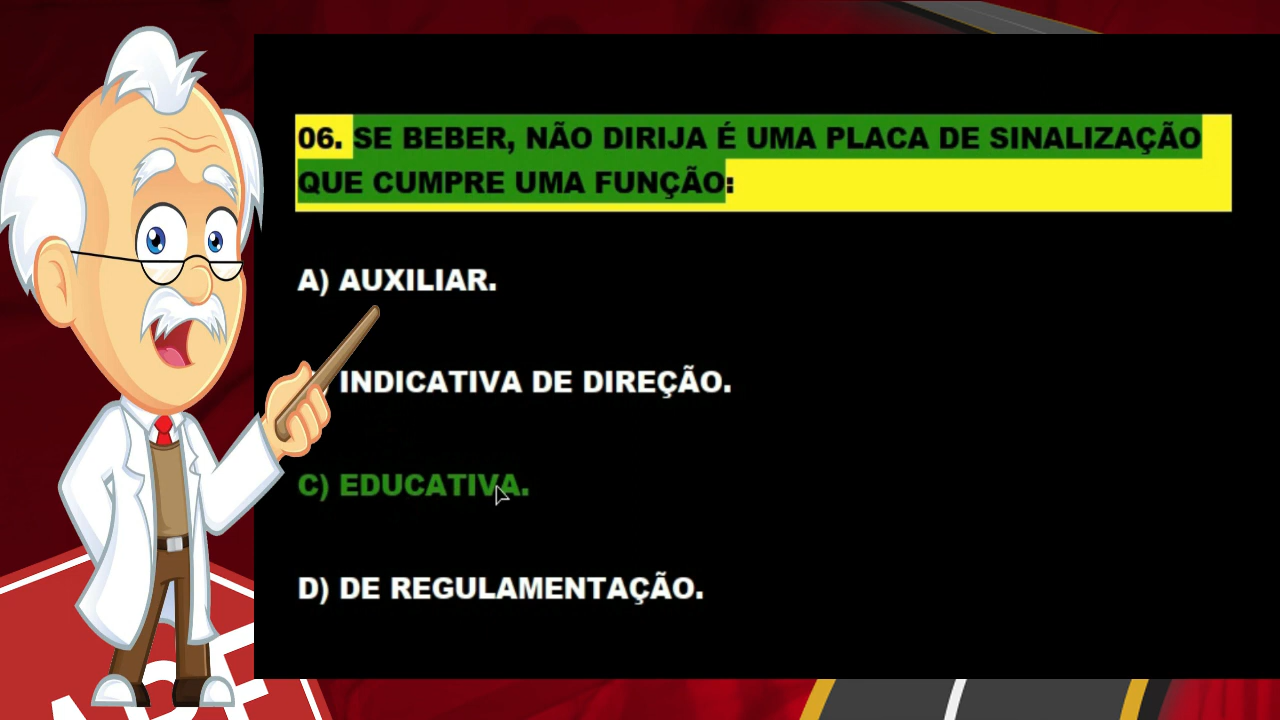 06. SE BEBER, NÃO DIRIJA É UMA PLACA DE SINALIZAÇÃO
QUE CUMPRE UMA FUNÇÃO:
A) AUXILIAR.
INDICATIVA DE DIREÇÃO.
C) EDUCATIVA.
D) DE REGULAMENTAÇÃO.